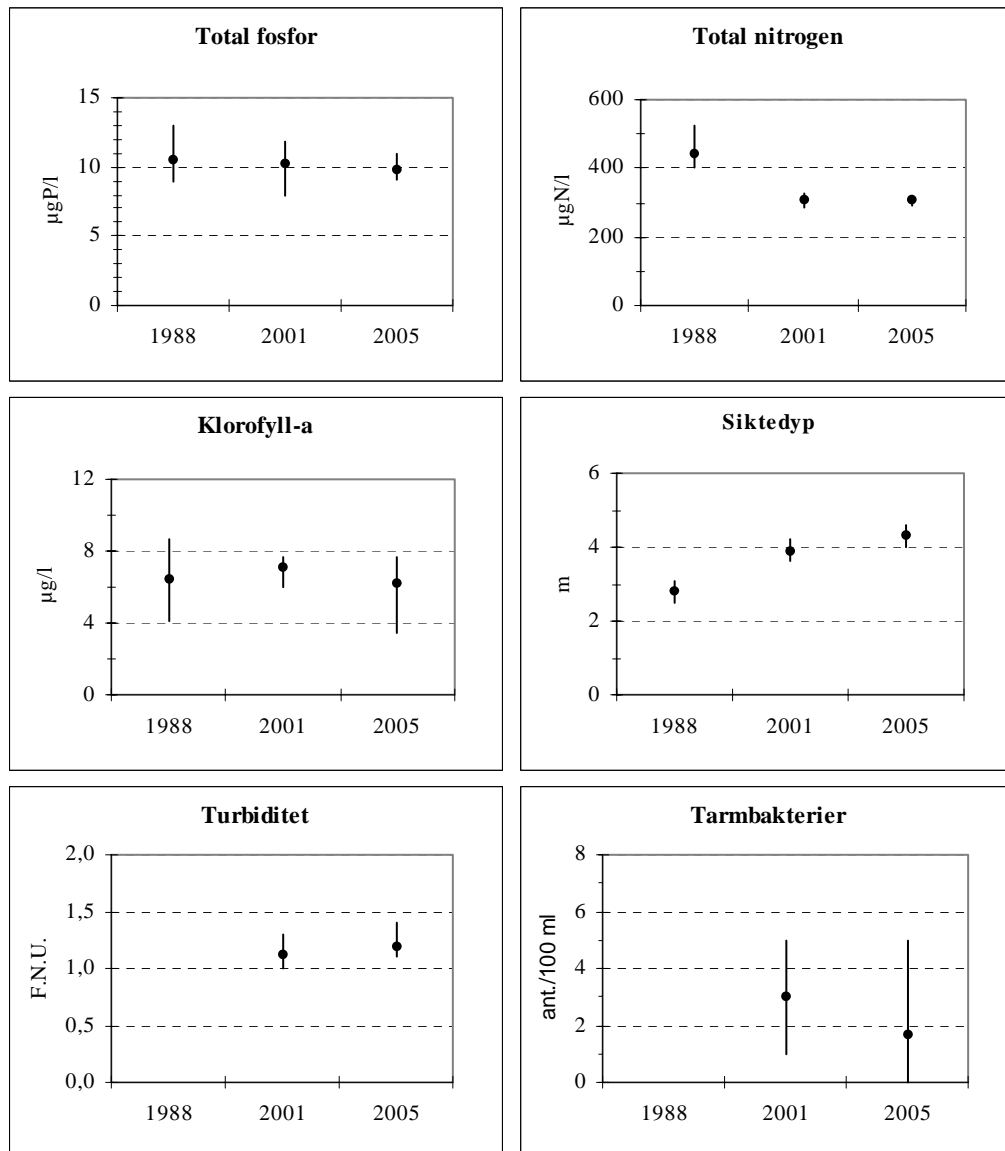 Total fosfor
15
10
5
0
µgP/l
1988 2001 2005
Total nitrogen
600
400
200
0
µgN/l
1988 2001 2005
Klorofyll-a
12
8
4
0
µg/l
1988 2001 2005
Siktedyp
6
4
2
0
m
1988 2001 2005
Turbiditet
2,0
1,5
1,0
0,5
0,0
F.N.U.
1988 2001 2005
Tarmbakterier
8
6
4
2
0
ant./100 ml
1988 2001 2005